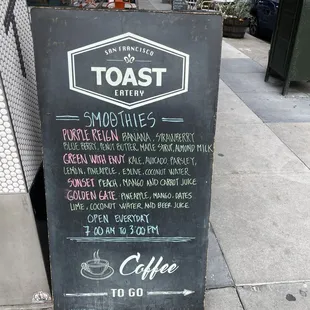 SAN FRANCISCO
TOAST
EATERY
SMOOTHIES
PURPLE REIGN BANANA, STRAWBERRY
BLUE BERRY, PENUT BUTTER, MAPLE SYRUP, ALMOND MILK
GREEN WITH ENVY KALE, AVOCADO, PARSLEY,
LEMON, PINEAPPLE, COCONUT WATER
SUNSET PEACH, MANGO AND CARROT JUICE
GOLDEN GATE PINEAPPLE, MANGO, DATES
LIME, COCONUT WATER, AND BEEF JUICE
OPEN EVERYDAY
7:00 AM TO 3:00 PM
Coffee
TO GO